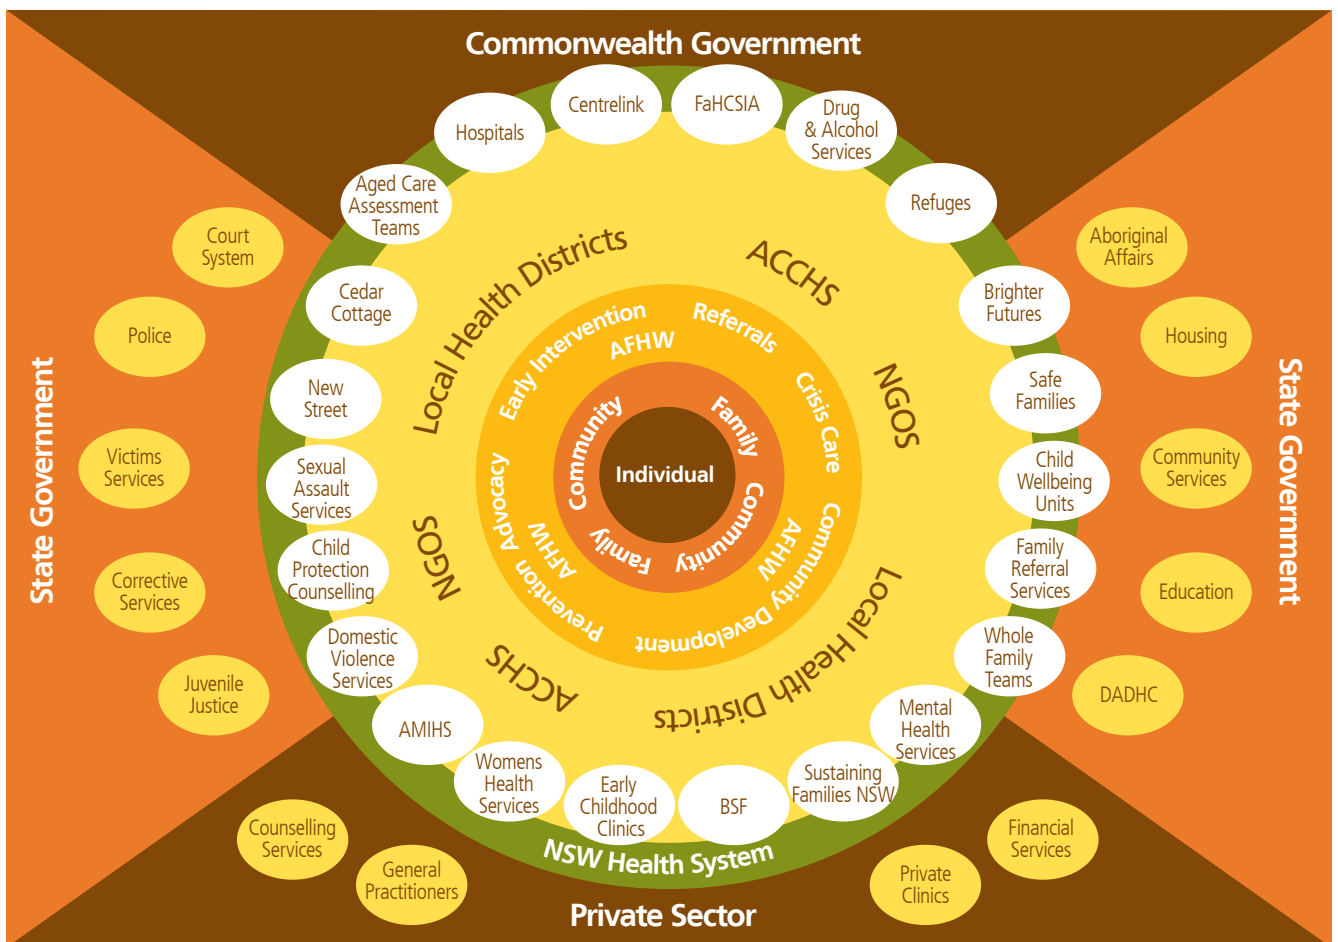 Commonwealth Government
Centrelink
FaHCSIA
Hospitals
Drug
& Alcohol
Services
Aged Care
Assessment
Teams
Refuges
Court
System
Aboriginal
Affairs
Cedar
Cottage
Brighter
Futures
Police
Housing
New
Street
Safe
Families
Victims
Services
Community
Services
Sexual
Assault
Services
Child
Wellbeing
Units
Child
Protection
Counselling
Family
Referral
Services
Corrective
Services
Education
Domestic
Violence
Services
Whole
Family
Teams
Juvenile
Justice
DADHC
AMIHS
Mental
Health
Services
Womens
Health
Services
Early
Childhood
Clinics
BSF
Sustaining
Families NSW
Counselling
Services
General
Practitioners
Financial
Services
Private
Clinics
State Government
State Government
Local Health Districts
ACCHS
NGOS
Local Health Districts
ACCHS
NGOS
Early Intervention
Referrals
Crisis Care
Community Development
Prevention
Advocacy
AFHW
AFHW
AFHW
Community
Family
Community
Family
Individual
NSW Health System
Private Sector